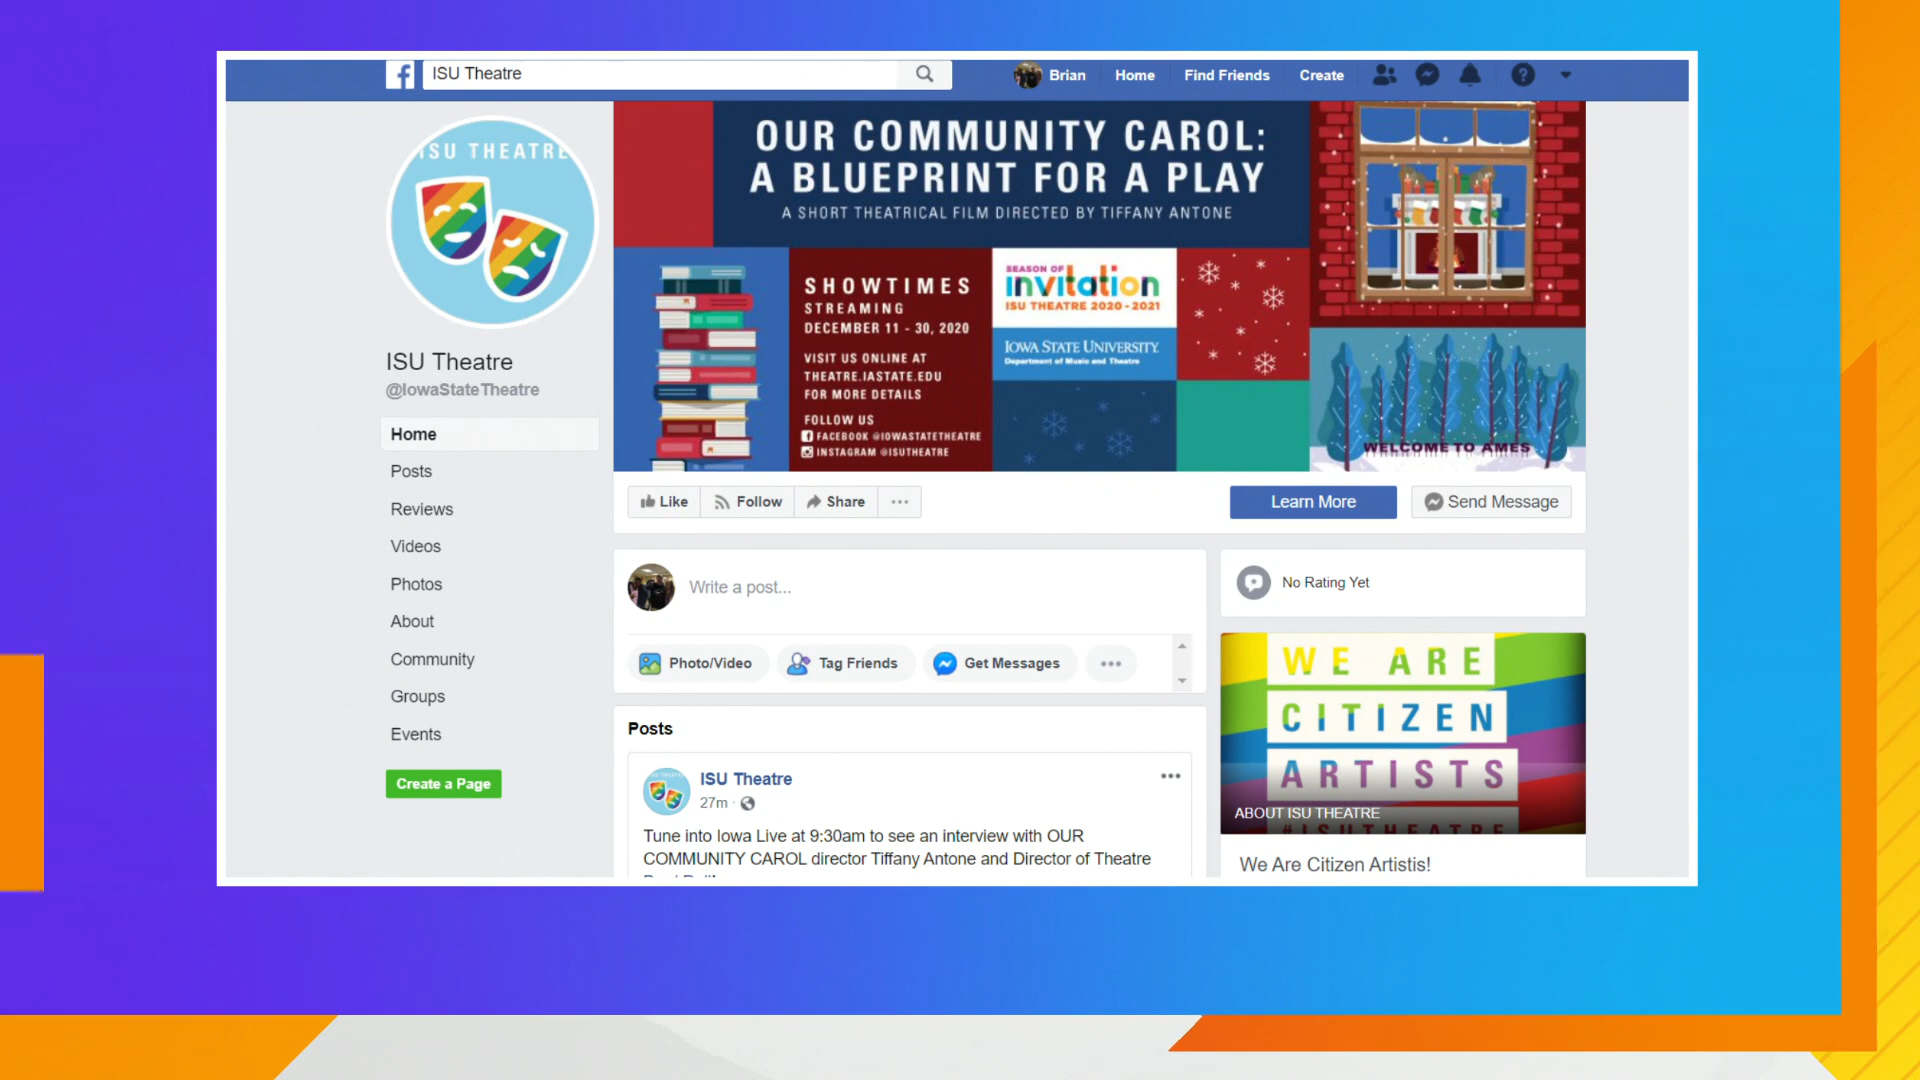 ISU Theatre
Brian
Home
Find Friends
Create
ISU THEATRE
ISU Theatre
@IowaStateTheatre
Home
Posts
Reviews
Videos
Photos
About
Community
Groups
Events
Create a Page
OUR COMMUNITY CAROL:
A BLUEPRINT FOR A PLAY
A SHORT THEATRICAL FILM DIRECTED BY TIFFANY ANTONE
SHOWTIMES
STREAMING
DECEMBER 11 - 30, 2020
VISIT US ONLINE AT
THEATRE.IASTATE.EDU
FOR MORE DETAILS
FOLLOW US
FACEBOOK @IOWASTATETHEATRE
INSTAGRAM @ISUTHEATRE
SEASON OF
invitation
ISU THEATRE 2020-2021
IOWA STATE UNIVERSITY
Department of Music and Theatre
WELCOME TO AMES
Like
Follow
Share
Learn More
Send Message
Write a post...
Photo/Video
Tag Friends
Get Messages
Posts
ISU Theatre
27m
Tune into Iowa Live at 9:30am to see an interview with OUR
COMMUNITY CAROL director Tiffany Antone and Director of Theatre
No Rating Yet
WE ARE
CITIZEN
ARTISTS
#ISUTHEATRE
ABOUT ISU THEATRE
We Are Citizen Artistis!